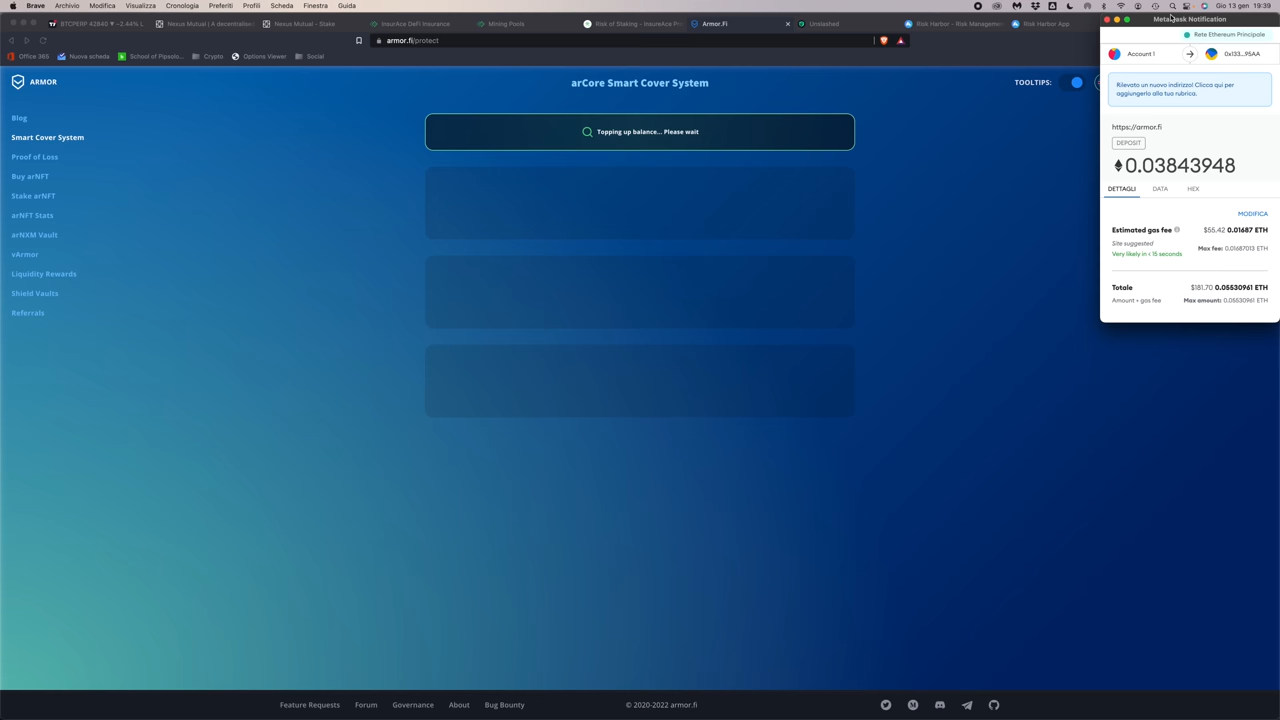 Brave Archivio Modifica Visualizza Cronologia Preferiti Profili Scheda Finestra Guida
Gio 13 gen 19:39
BTCPERP 42840 ▼ −2.44% L
Nexus Mutual | A decentralised
Nexus Mutual - Stake
InsurAce DeFi Insurance
Mining Pools
Risk of Staking - InsurAce Pro
Armor.Fi
Unslashed
Risk Harbor - Risk Managemen
Risk Harbor App
armor.fi/protect
Office 365
Nuova scheda
School of Pipsolo...
Crypto
Options Viewer
Social
ARMOR
arCore Smart Cover System
TOOLTIPS:
Blog
Smart Cover System
Proof of Loss
Buy arNFT
Stake arNFT
arNFT Stats
arNXM Vault
vArmor
Liquidity Rewards
Shield Vaults
Referrals
Topping up balance... Please wait
MetaMask Notification
Rete Ethereum Principale
Account 1
0x133...95AA
Rilevato un nuovo indirizzo! Clicca qui per
aggiungerlo alla tua rubrica.
https://armor.fi
DEPOSIT
0.03843948
DETTAGLI DATA HEX
MODIFICA
Estimated gas fee $55.42 0.01687 ETH
Site suggested
Max fee: 0.01687013 ETH
Very likely in < 15 seconds
Totale $181.70 0.05530961 ETH
Amount + gas fee Max amount: 0.05530961 ETH
Feature Requests Forum Governance About Bug Bounty © 2020-2022 armor.fi